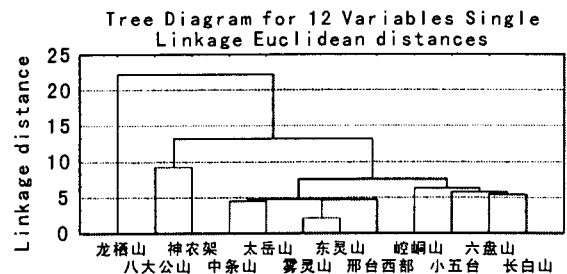 Tree Diagram for 12 Variables Single
Linkage Euclidean distances
Linkage distance
25
20
15
10
5
0
龙栖山 神农架 太岳山 东灵山 崆峒山 六盘山
八大公山 中条山 雾灵山 邢台西部 小五台 长白山